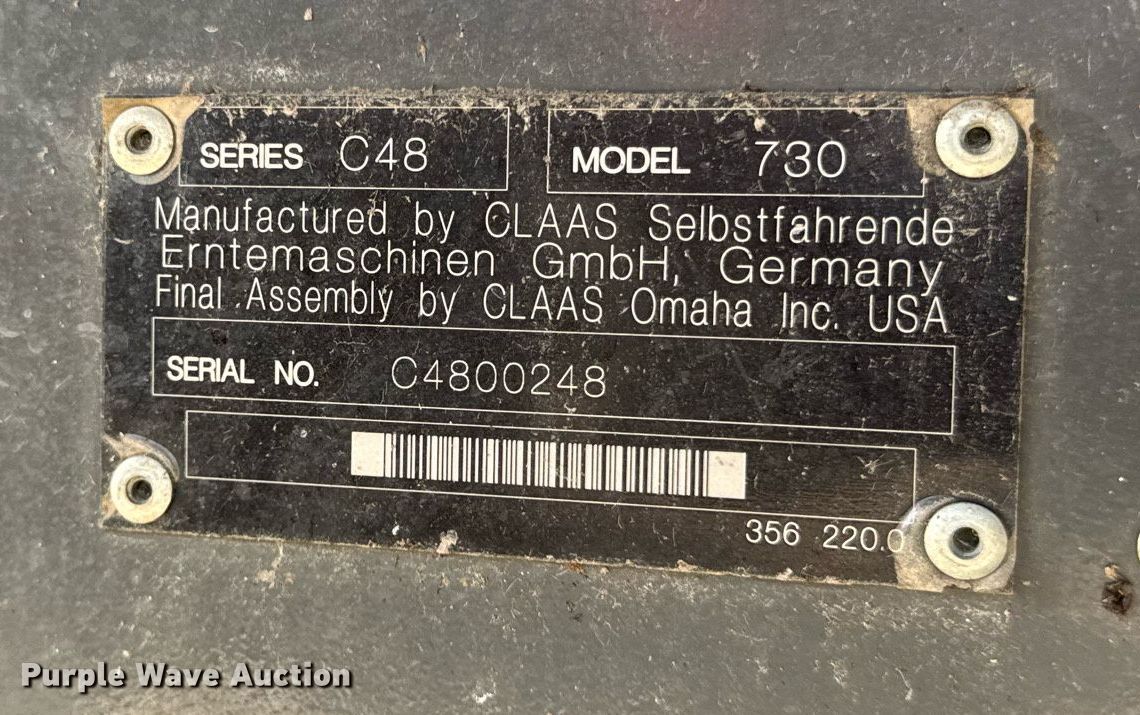 SERIES C48
MODEL 730
Manufactured by CLAAS Selbstfahrende
Erntemaschinen GmbH, Germany
Final Assembly by CLAAS Omaha Inc. USA
SERIAL NO. C4800248
356 220.0
Purple Wave Auction